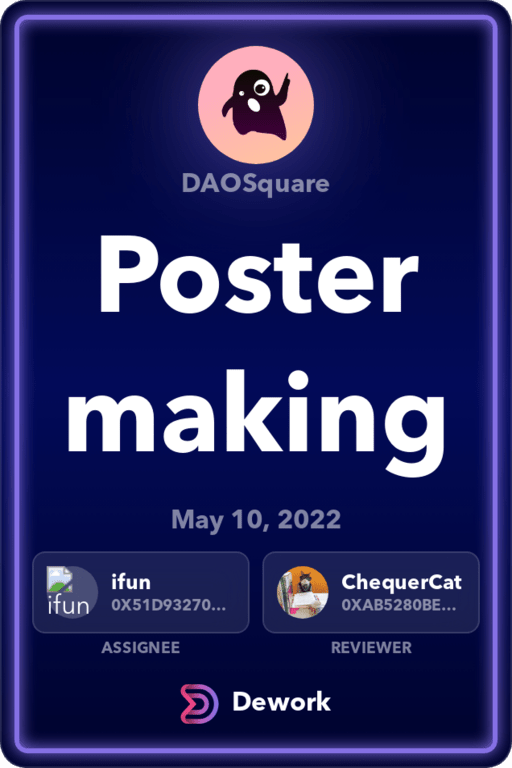 DAOSquare
Poster
making
May 10, 2022
ifun
ifun
0X51D93270...
ASSIGNEE
ChequerCat
0XAB5280BE...
REVIEWER
Dework